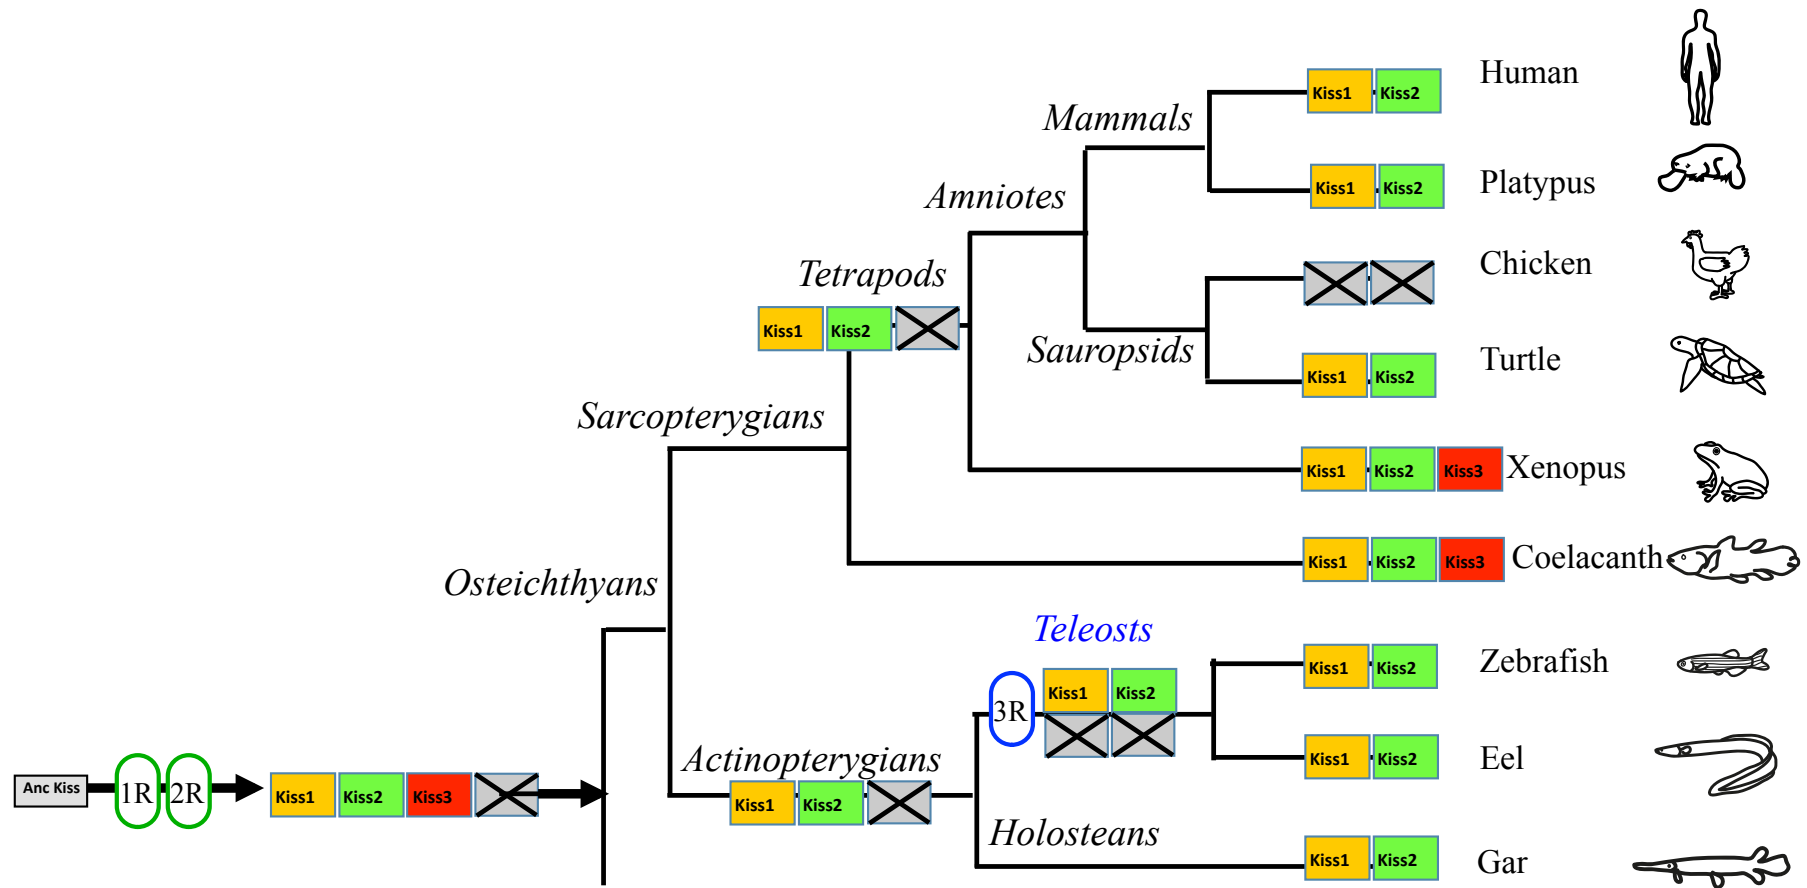 Human
Kiss1 Kiss2
Mammals
Platypus
Kiss1 Kiss2
Amniotes
Chicken
Tetrapods
Kiss1 Kiss2
Sauropsids
Turtle
Kiss1 Kiss2
Sarcopterygians
Kiss1 Kiss2 Kiss3 Xenopus
Kiss1 Kiss2 Kiss3 Coelacanth
Osteichthyans
Teleosts
Zebrafish
Kiss1 Kiss2
Kiss1 Kiss2
3R
Eel
Kiss1 Kiss2
Actinopterygians
Kiss1 Kiss2
Anc Kiss 1R 2R Kiss1 Kiss2 Kiss3
Holosteans
Kiss1 Kiss2 Gar